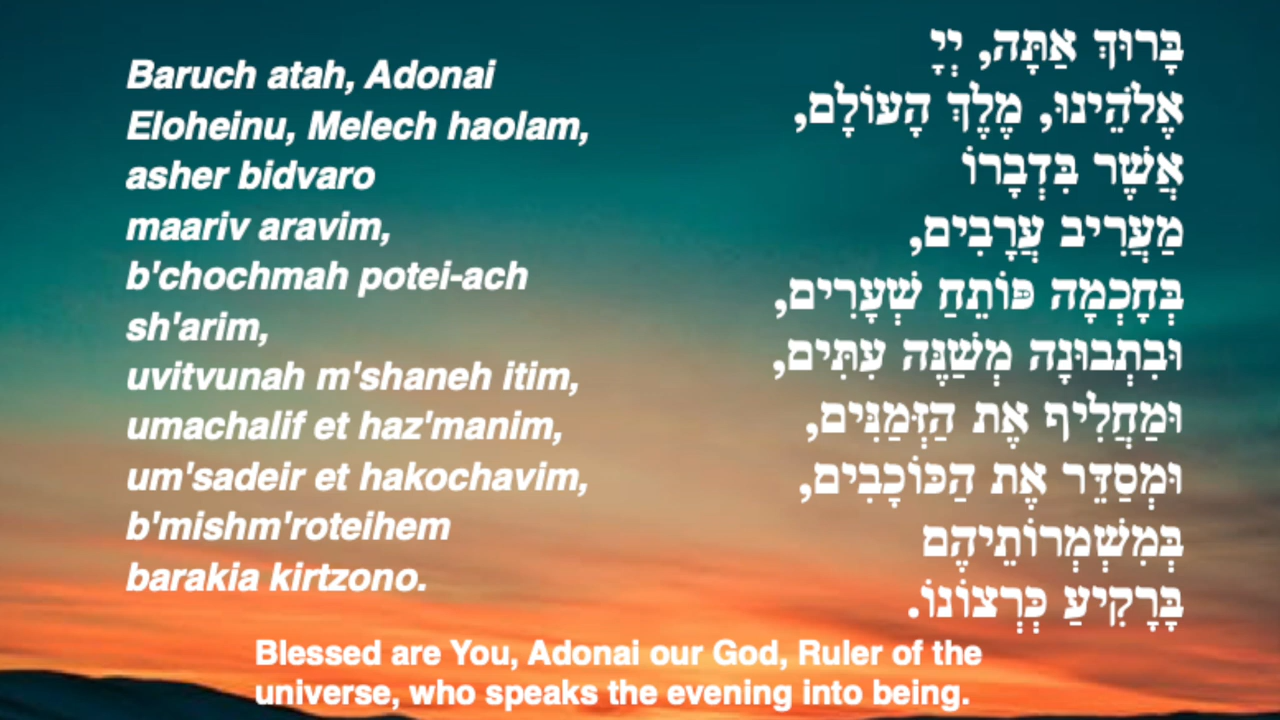 Baruch atah, Adonai
Eloheinu, Melech haolam,
asher bidvaro
maariv aravim,
b'chochmah potei-ach
sh'arim,
uvitvunah m'shaneh itim,
umachalif et haz'manim,
um'sadeir et hakochavim,
b'mishm'roteihem
barakia kirtzono.
בָּרוּךְ אַתָּה, יְיָ
אֱלֹהֵינוּ, מֶלֶךְ הָעוֹלָם,
אֲשֶׁר בִּדְבָרוֹ
מַעֲרִיב עֲרָבִים,
בְּחָכְמָה פּוֹתֵחַ שְׁעָרִים,
וּבִתְבוּנָה מְשַׁנֶּה עִתִּים,
וּמַחֲלִיף אֶת הַזְּמַנִּים,
וּמְסַדֵּר אֶת הַכּוֹכָבִים,
בְּמִשְׁמְרוֹתֵיהֶם
בָּרָקִיעַ כִּרְצוֹנוֹ.
Blessed are You, Adonai our God, Ruler of the
universe, who speaks the evening into being.